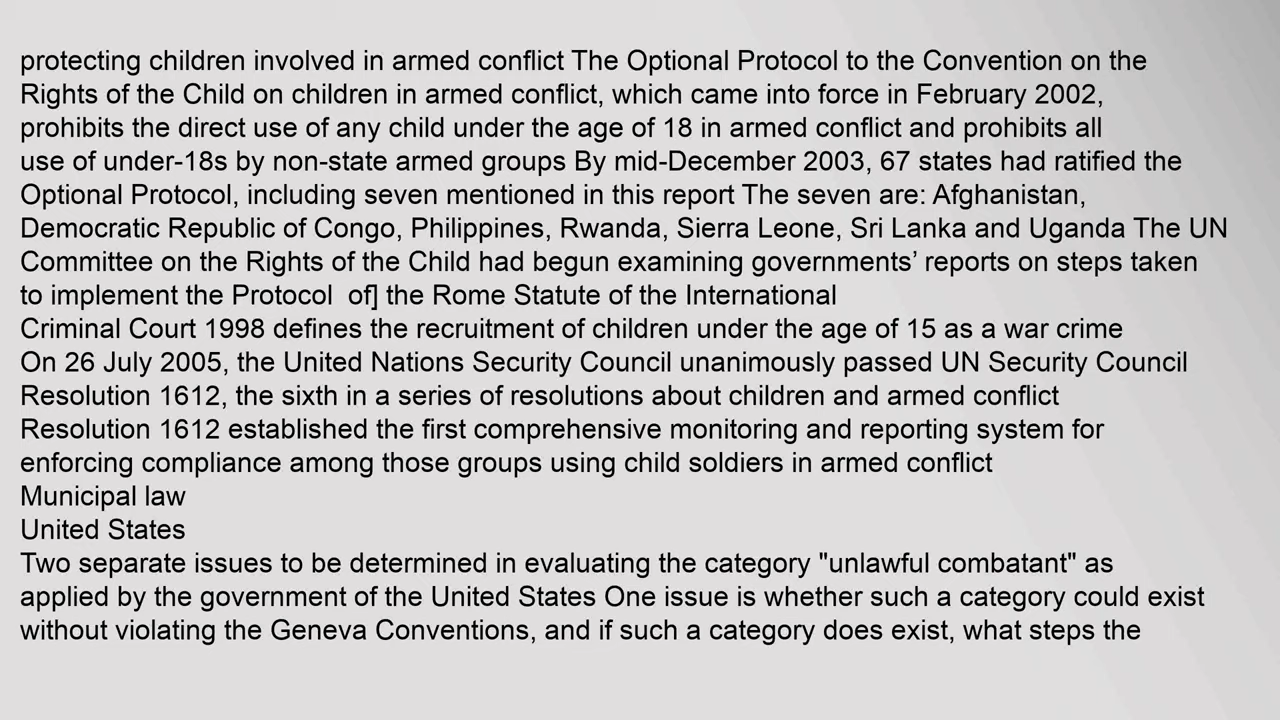 protecting children involved in armed conflict The Optional Protocol to the Convention on the
Rights of the Child on children in armed conflict, which came into force in February 2002,
prohibits the direct use of any child under the age of 18 in armed conflict and prohibits all
use of under-18s by non-state armed groups By mid-December 2003, 67 states had ratified the
Optional Protocol, including seven mentioned in this report The seven are: Afghanistan,
Democratic Republic of Congo, Philippines, Rwanda, Sierra Leone, Sri Lanka and Uganda The UN
Committee on the Rights of the Child had begun examining governments’ reports on steps taken
to implement the Protocol  of] the Rome Statute of the International
Criminal Court 1998 defines the recruitment of children under the age of 15 as a war crime
On 26 July 2005, the United Nations Security Council unanimously passed UN Security Council
Resolution 1612, the sixth in a series of resolutions about children and armed conflict
Resolution 1612 established the first comprehensive monitoring and reporting system for
enforcing compliance among those groups using child soldiers in armed conflict
Municipal law
United States
Two separate issues to be determined in evaluating the category "unlawful combatant" as
applied by the government of the United States One issue is whether such a category could exist
without violating the Geneva Conventions, and if such a category does exist, what steps the